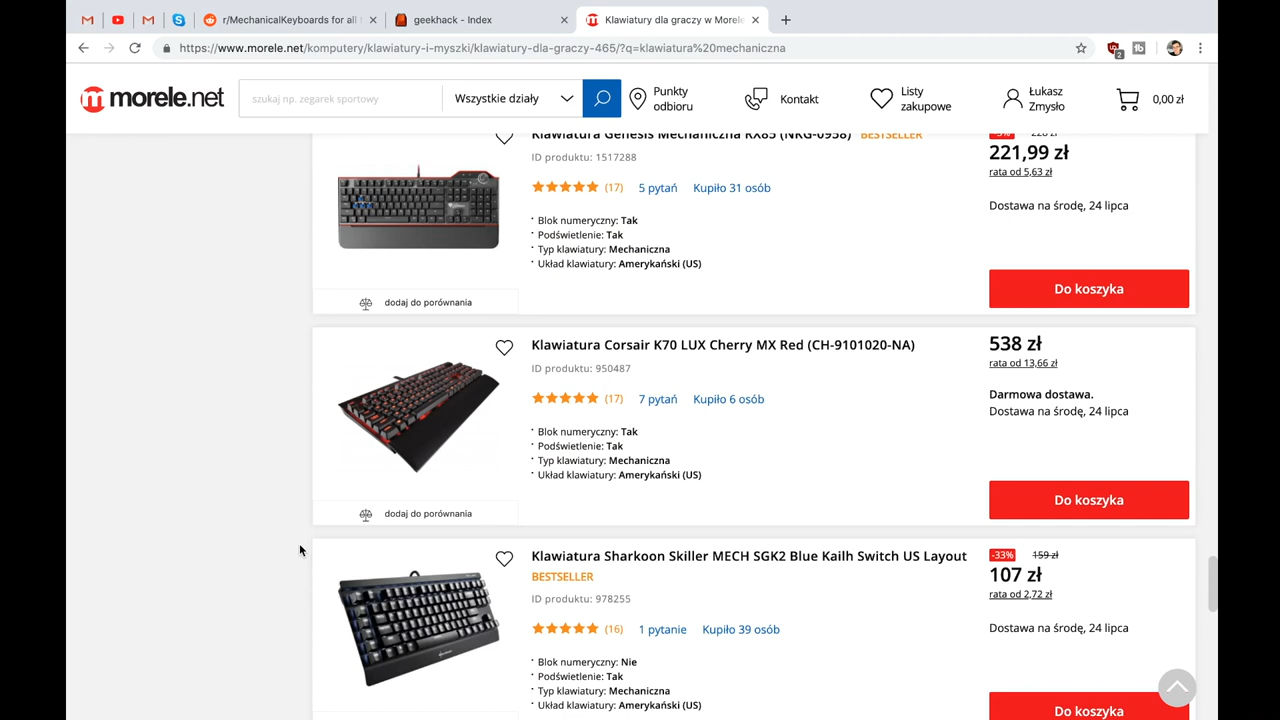 r/MechanicalKeyboards for all
geekhack - Index
Klawiatury dla graczy w Morele
https://www.morele.net/komputery/klawiatury-i-myszki/klawiatury-dla-graczy-465/?q=klawiatura%20mechaniczna
2
morele.net
szukaj np. zegarek sportowy
Wszystkie działy
Punkty
odbioru
Kontakt
Listy
zakupowe
Łukasz
Zmysło
0,00 zł
Klawiatura Genesis Mechaniczna RX85 (NKG-0958) BESTSELLER
ID produktu: 1517288
(17) 5 pytań Kupiło 31 osób
Blok numeryczny: Tak
Podświetlenie: Tak
Typ klawiatury: Mechaniczna
Układ klawiatury: Amerykański (US)
221,99 zł
rata od 5,63 zł
Dostawa na środę, 24 lipca
Do koszyka
dodaj do porównania
Klawiatura Corsair K70 LUX Cherry MX Red (CH-9101020-NA)
ID produktu: 950487
(17) 7 pytań Kupiło 6 osób
Blok numeryczny: Tak
Podświetlenie: Tak
Typ klawiatury: Mechaniczna
Układ klawiatury: Amerykański (US)
538 zł
rata od 13,66 zł
Darmowa dostawa.
Dostawa na środę, 24 lipca
Do koszyka
dodaj do porównania
Klawiatura Sharkoon Skiller MECH SGK2 Blue Kailh Switch US Layout
BESTSELLER
ID produktu: 978255
(16) 1 pytanie Kupiło 39 osób
Blok numeryczny: Nie
Podświetlenie: Tak
Typ klawiatury: Mechaniczna
Układ klawiatury: Amerykański (US)
-33% 159 zł
107 zł
rata od 2,72 zł
Dostawa na środę, 24 lipca
Do koszyka